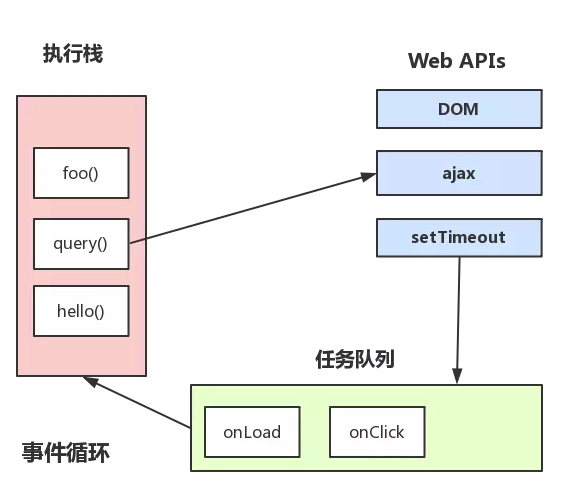 执行栈
Web APIs
DOM
foo()
ajax
query()
setTimeout
hello()
任务队列
onLoad
onClick
事件循环